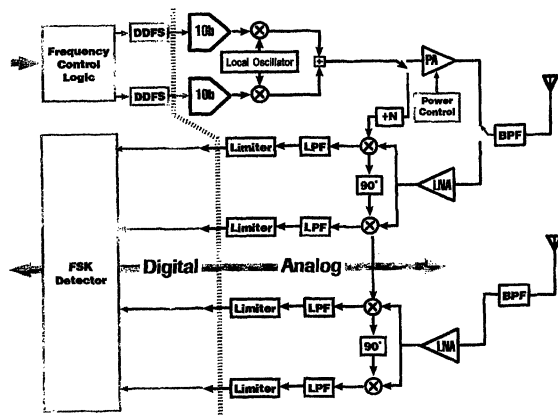 Frequency
Control
Logic
DDFS
10b
DDFS
10b
Local Oscillator
PA
Power
Control
÷N
BPF
Limiter
LPF
90°
LNA
Limiter
LPF
FSK
Detector
Digital
Analog
Limiter
LPF
90°
LNA
BPF
Limiter
LPF